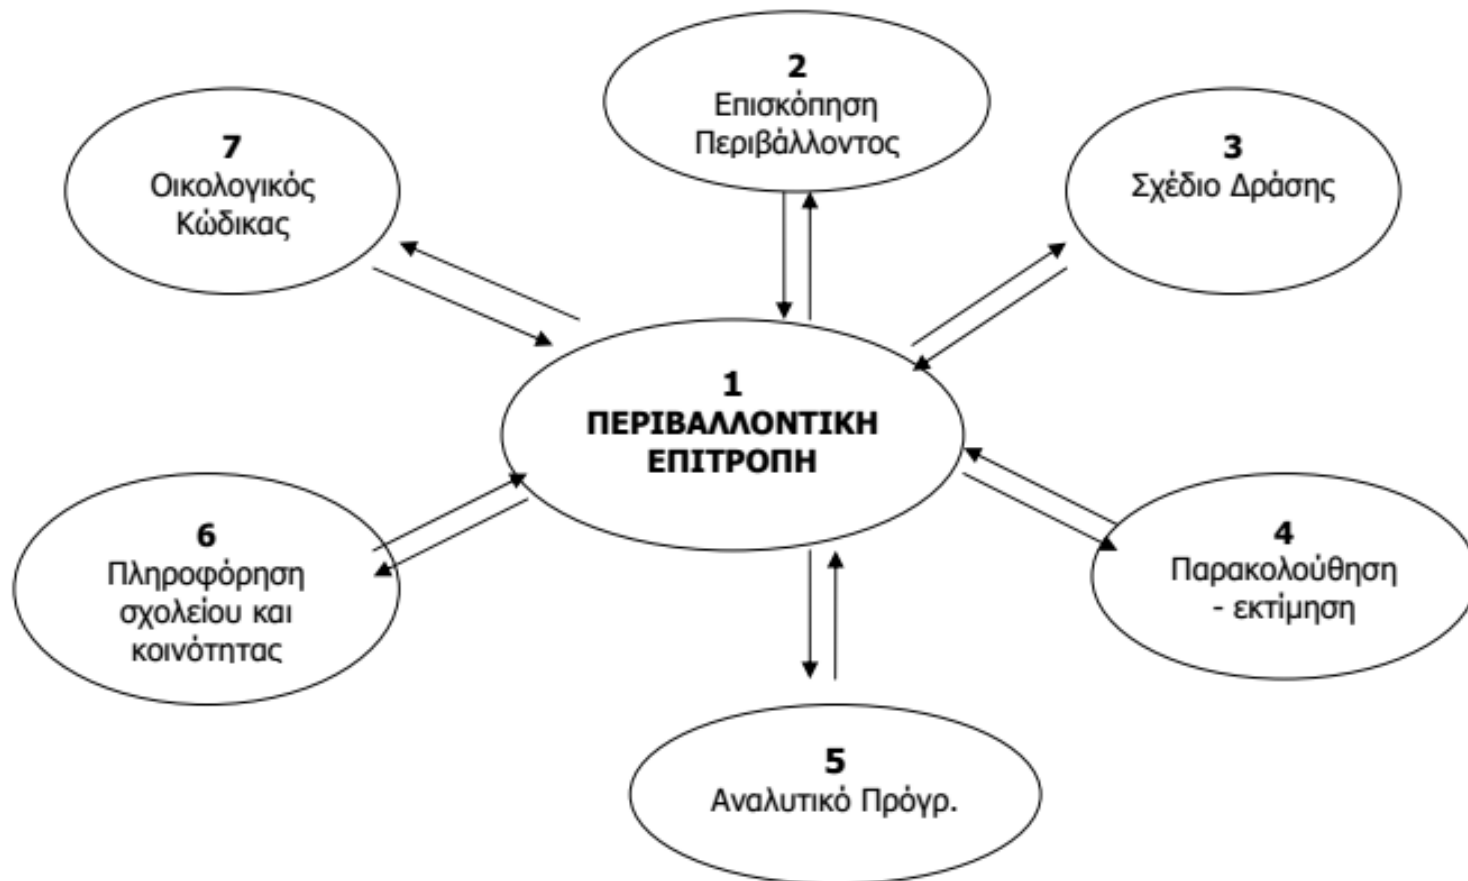 1
ΠΕΡΙΒΑΛΛΟΝΤΙΚΗ
ΕΠΙΤΡΟΠΗ
2
Επισκόπηση
Περιβάλλοντος
3
Σχέδιο Δράσης
4
Παρακολούθηση
- εκτίμηση
5
Αναλυτικό Πρόγρ.
6
Πληροφόρηση
σχολείου και
κοινότητας
7
Οικολογικός
Κώδικας